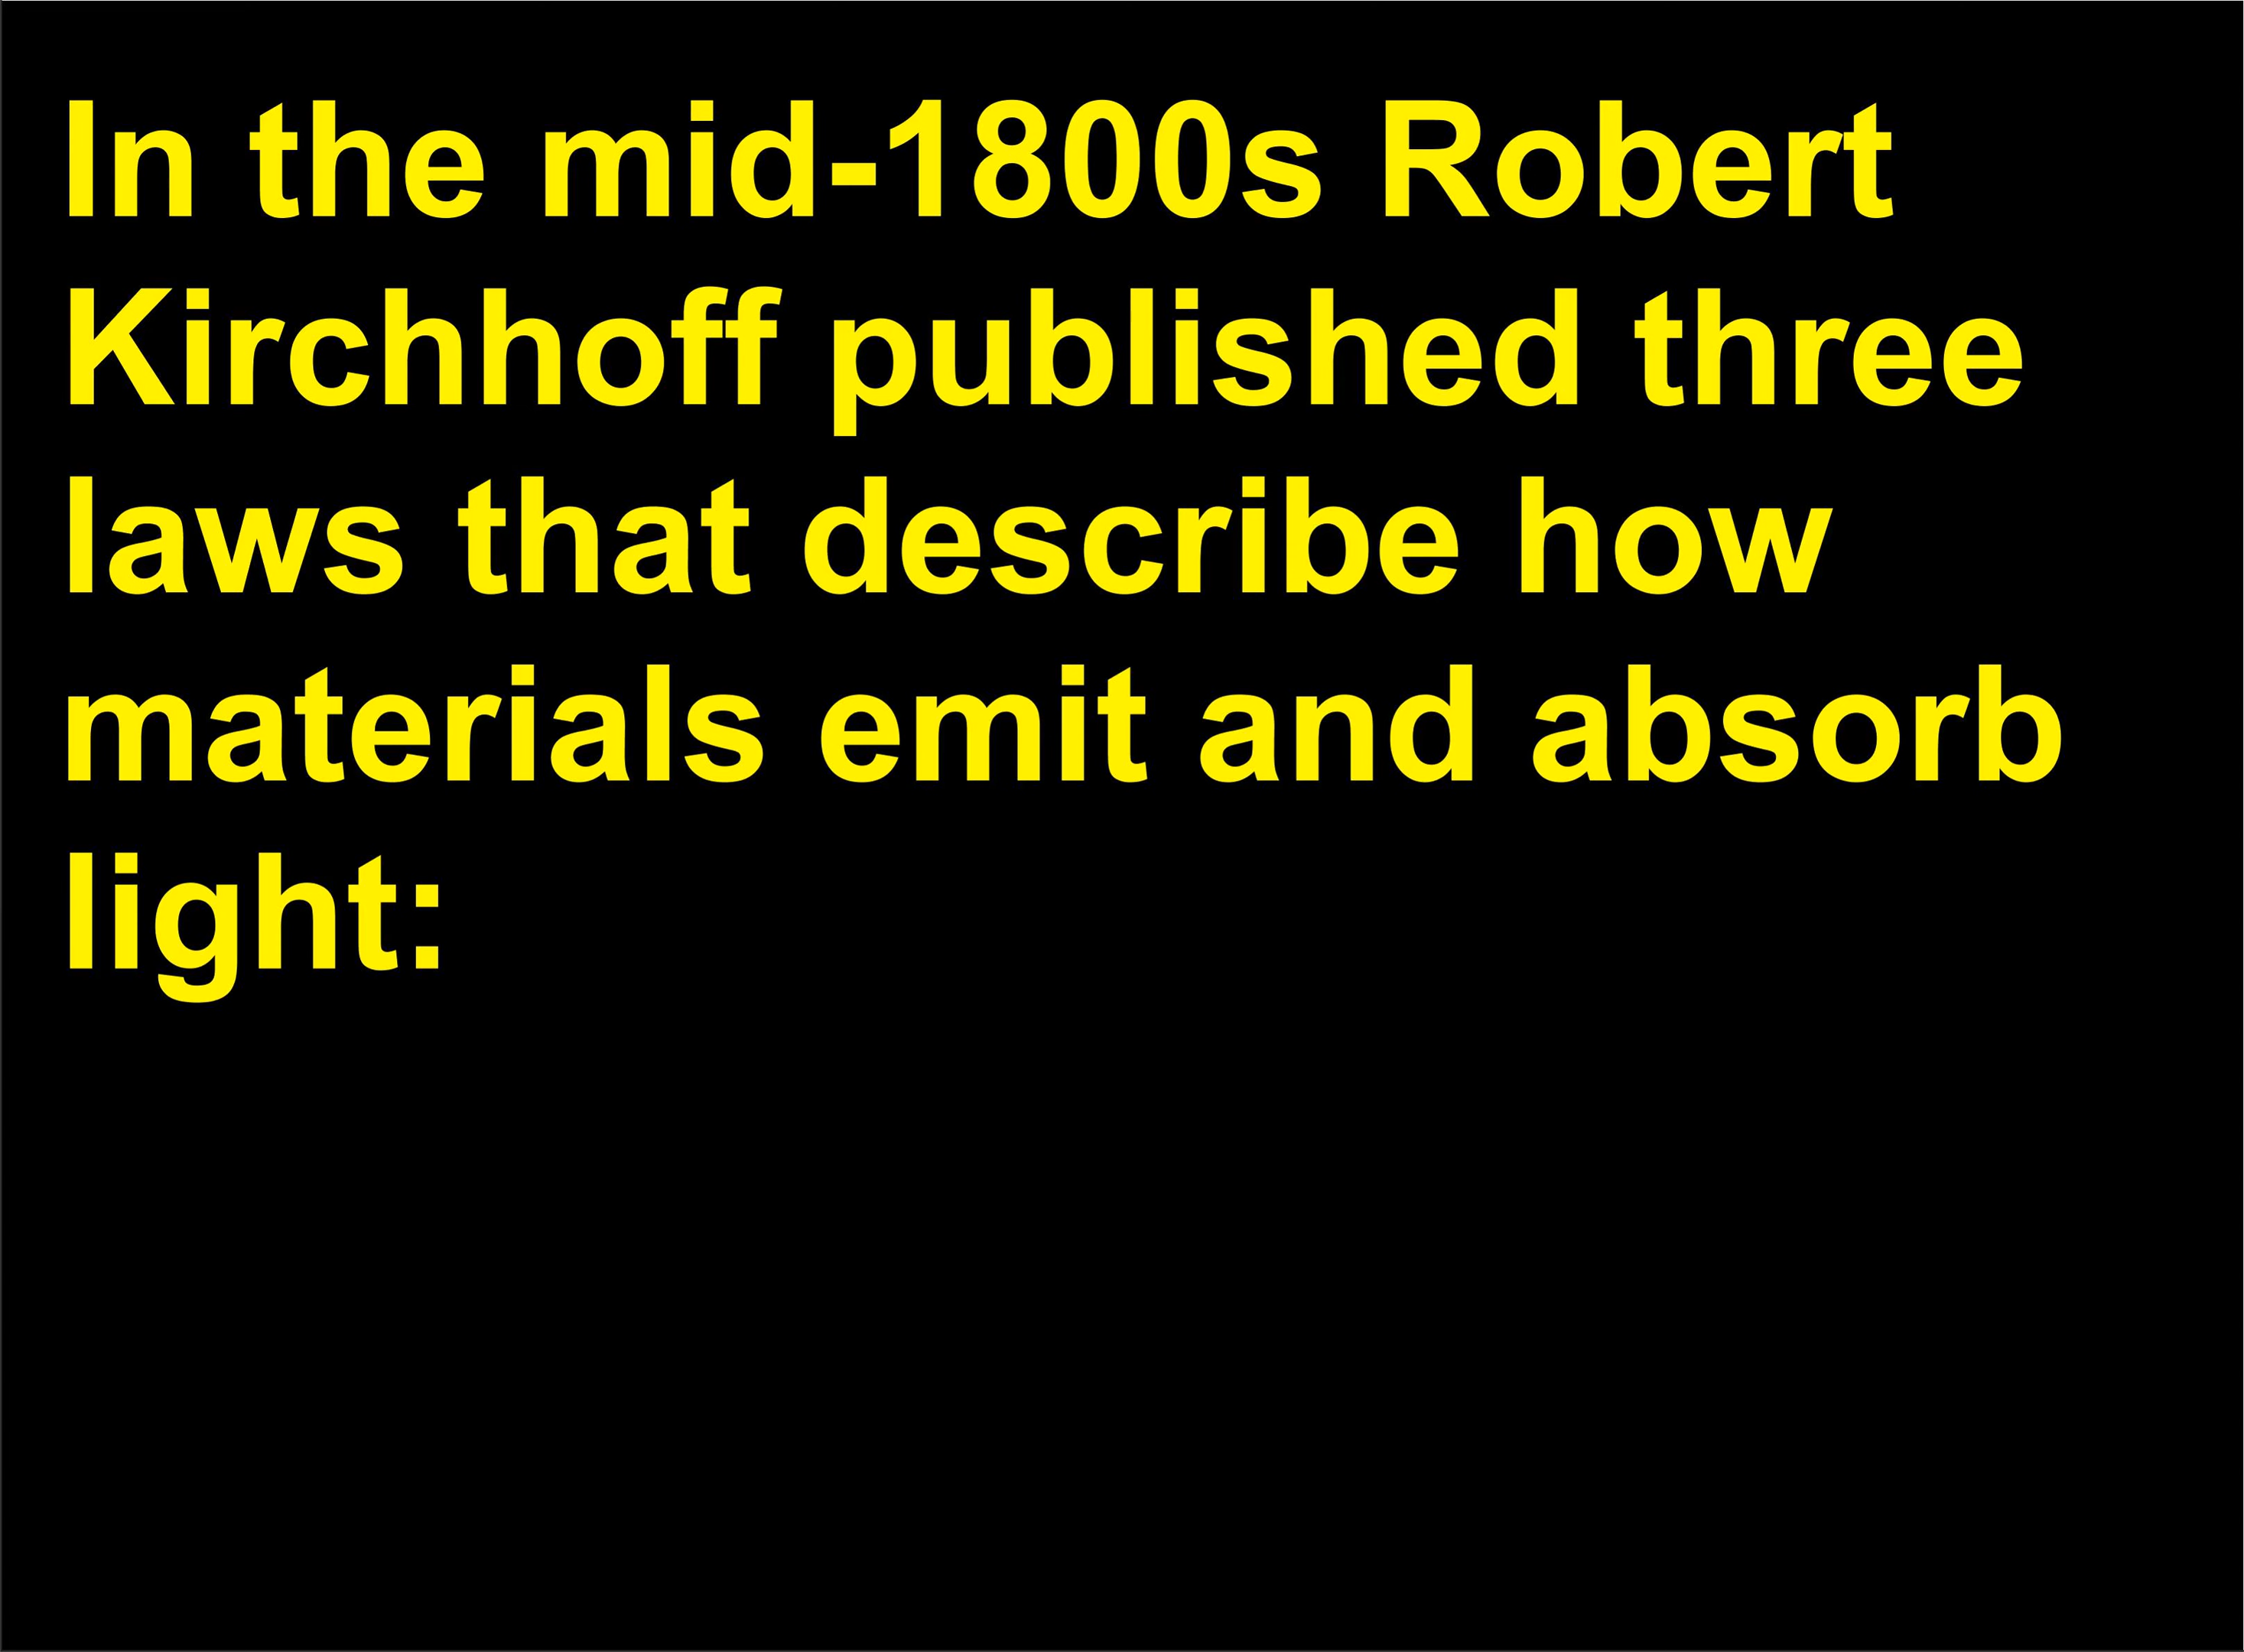 In the mid-1800s Robert
Kirchhoff published three
laws that describe how
materials emit and absorb
light: